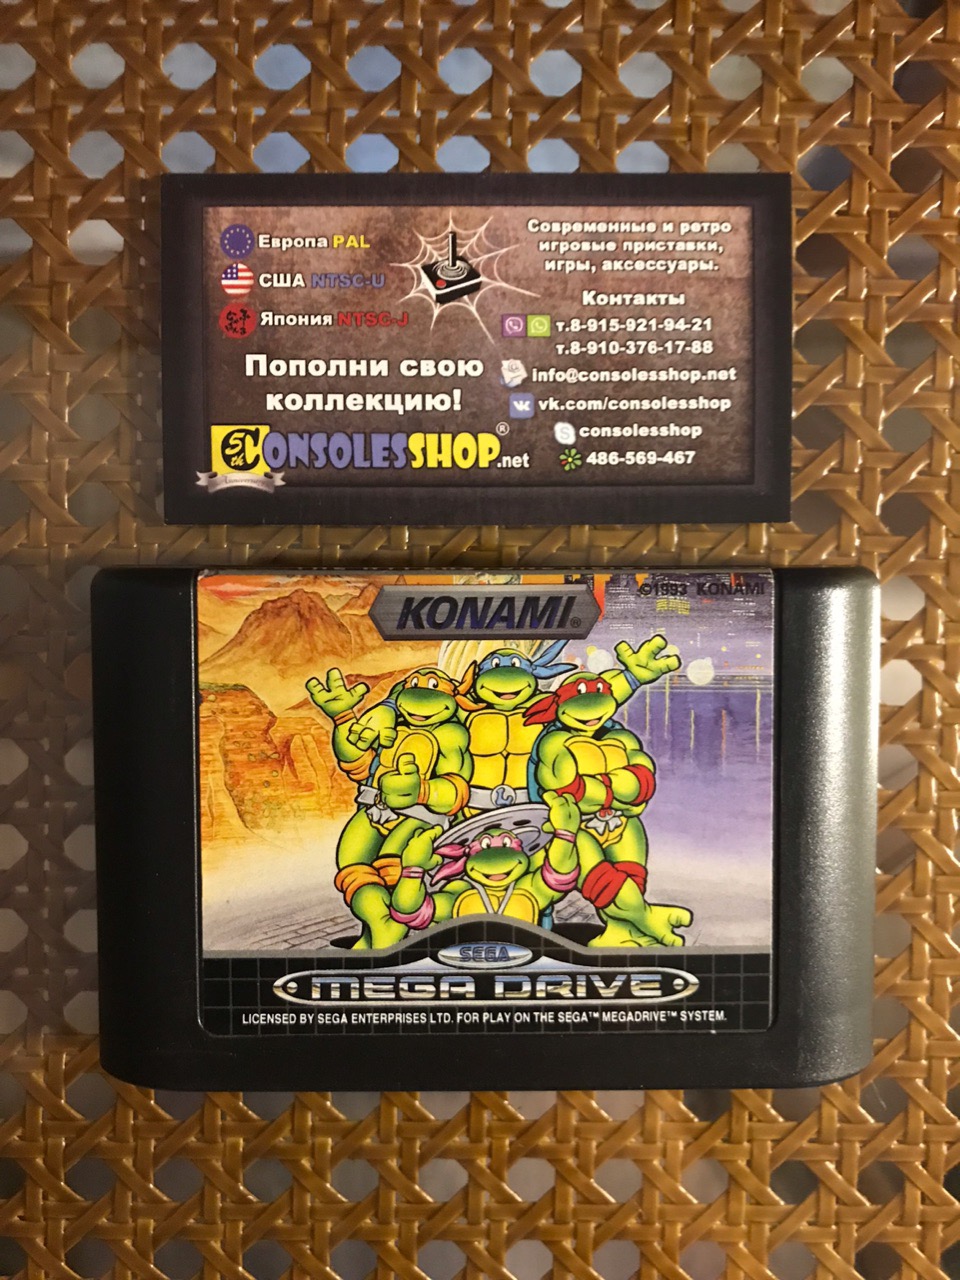 Европа PAL
США NTSC-U
Япония NTSC-J
Пополни свою
коллекцию!
5th CONSOLESSHOP®.net
Anniversary
Современные и ретро
игровые приставки,
игры, аксессуары.
Контакты
т.8-915-921-94-21
т.8-910-376-17-88
info@consolesshop.net
vk.com/consolesshop
consolesshop
486-569-467
KONAMI®
©1993 KONAMI
SEGA
MEGA DRIVE
LICENSED BY SEGA ENTERPRISES LTD. FOR PLAY ON THE SEGA™ MEGADRIVE™ SYSTEM.